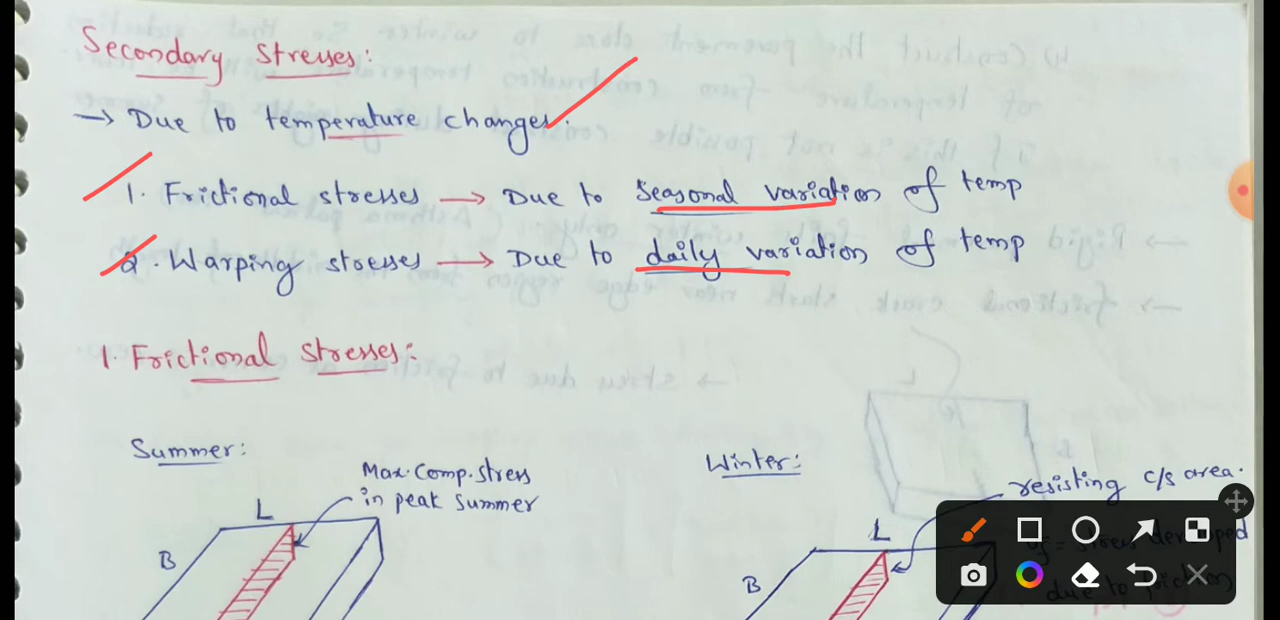 Secondary Stresses:
→ Due to temperature changes.
1. Frictional stresses → Due to seasonal variation of temp
2. Warping stresses → Due to daily variation of temp
1. Frictional Stresses:
Summer:
Max. Comp. stress
in peak summer
L
B
Winter:
resisting c/s area.
L
B